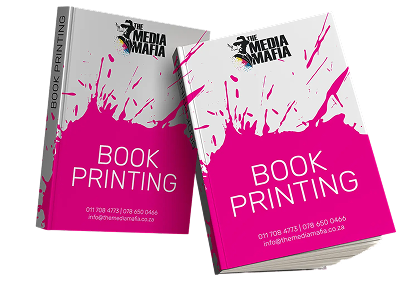 BOOK PRINTING
THE
MEDIA
MAFIA
BOOK
PRINTING
011 708 4773 | 078 650 0466
info@themediamafia.co.za
THE
MEDIA
MAFIA
BOOK
PRINTING
011 708 4773 | 078 650 0466
info@themediamafia.co.za